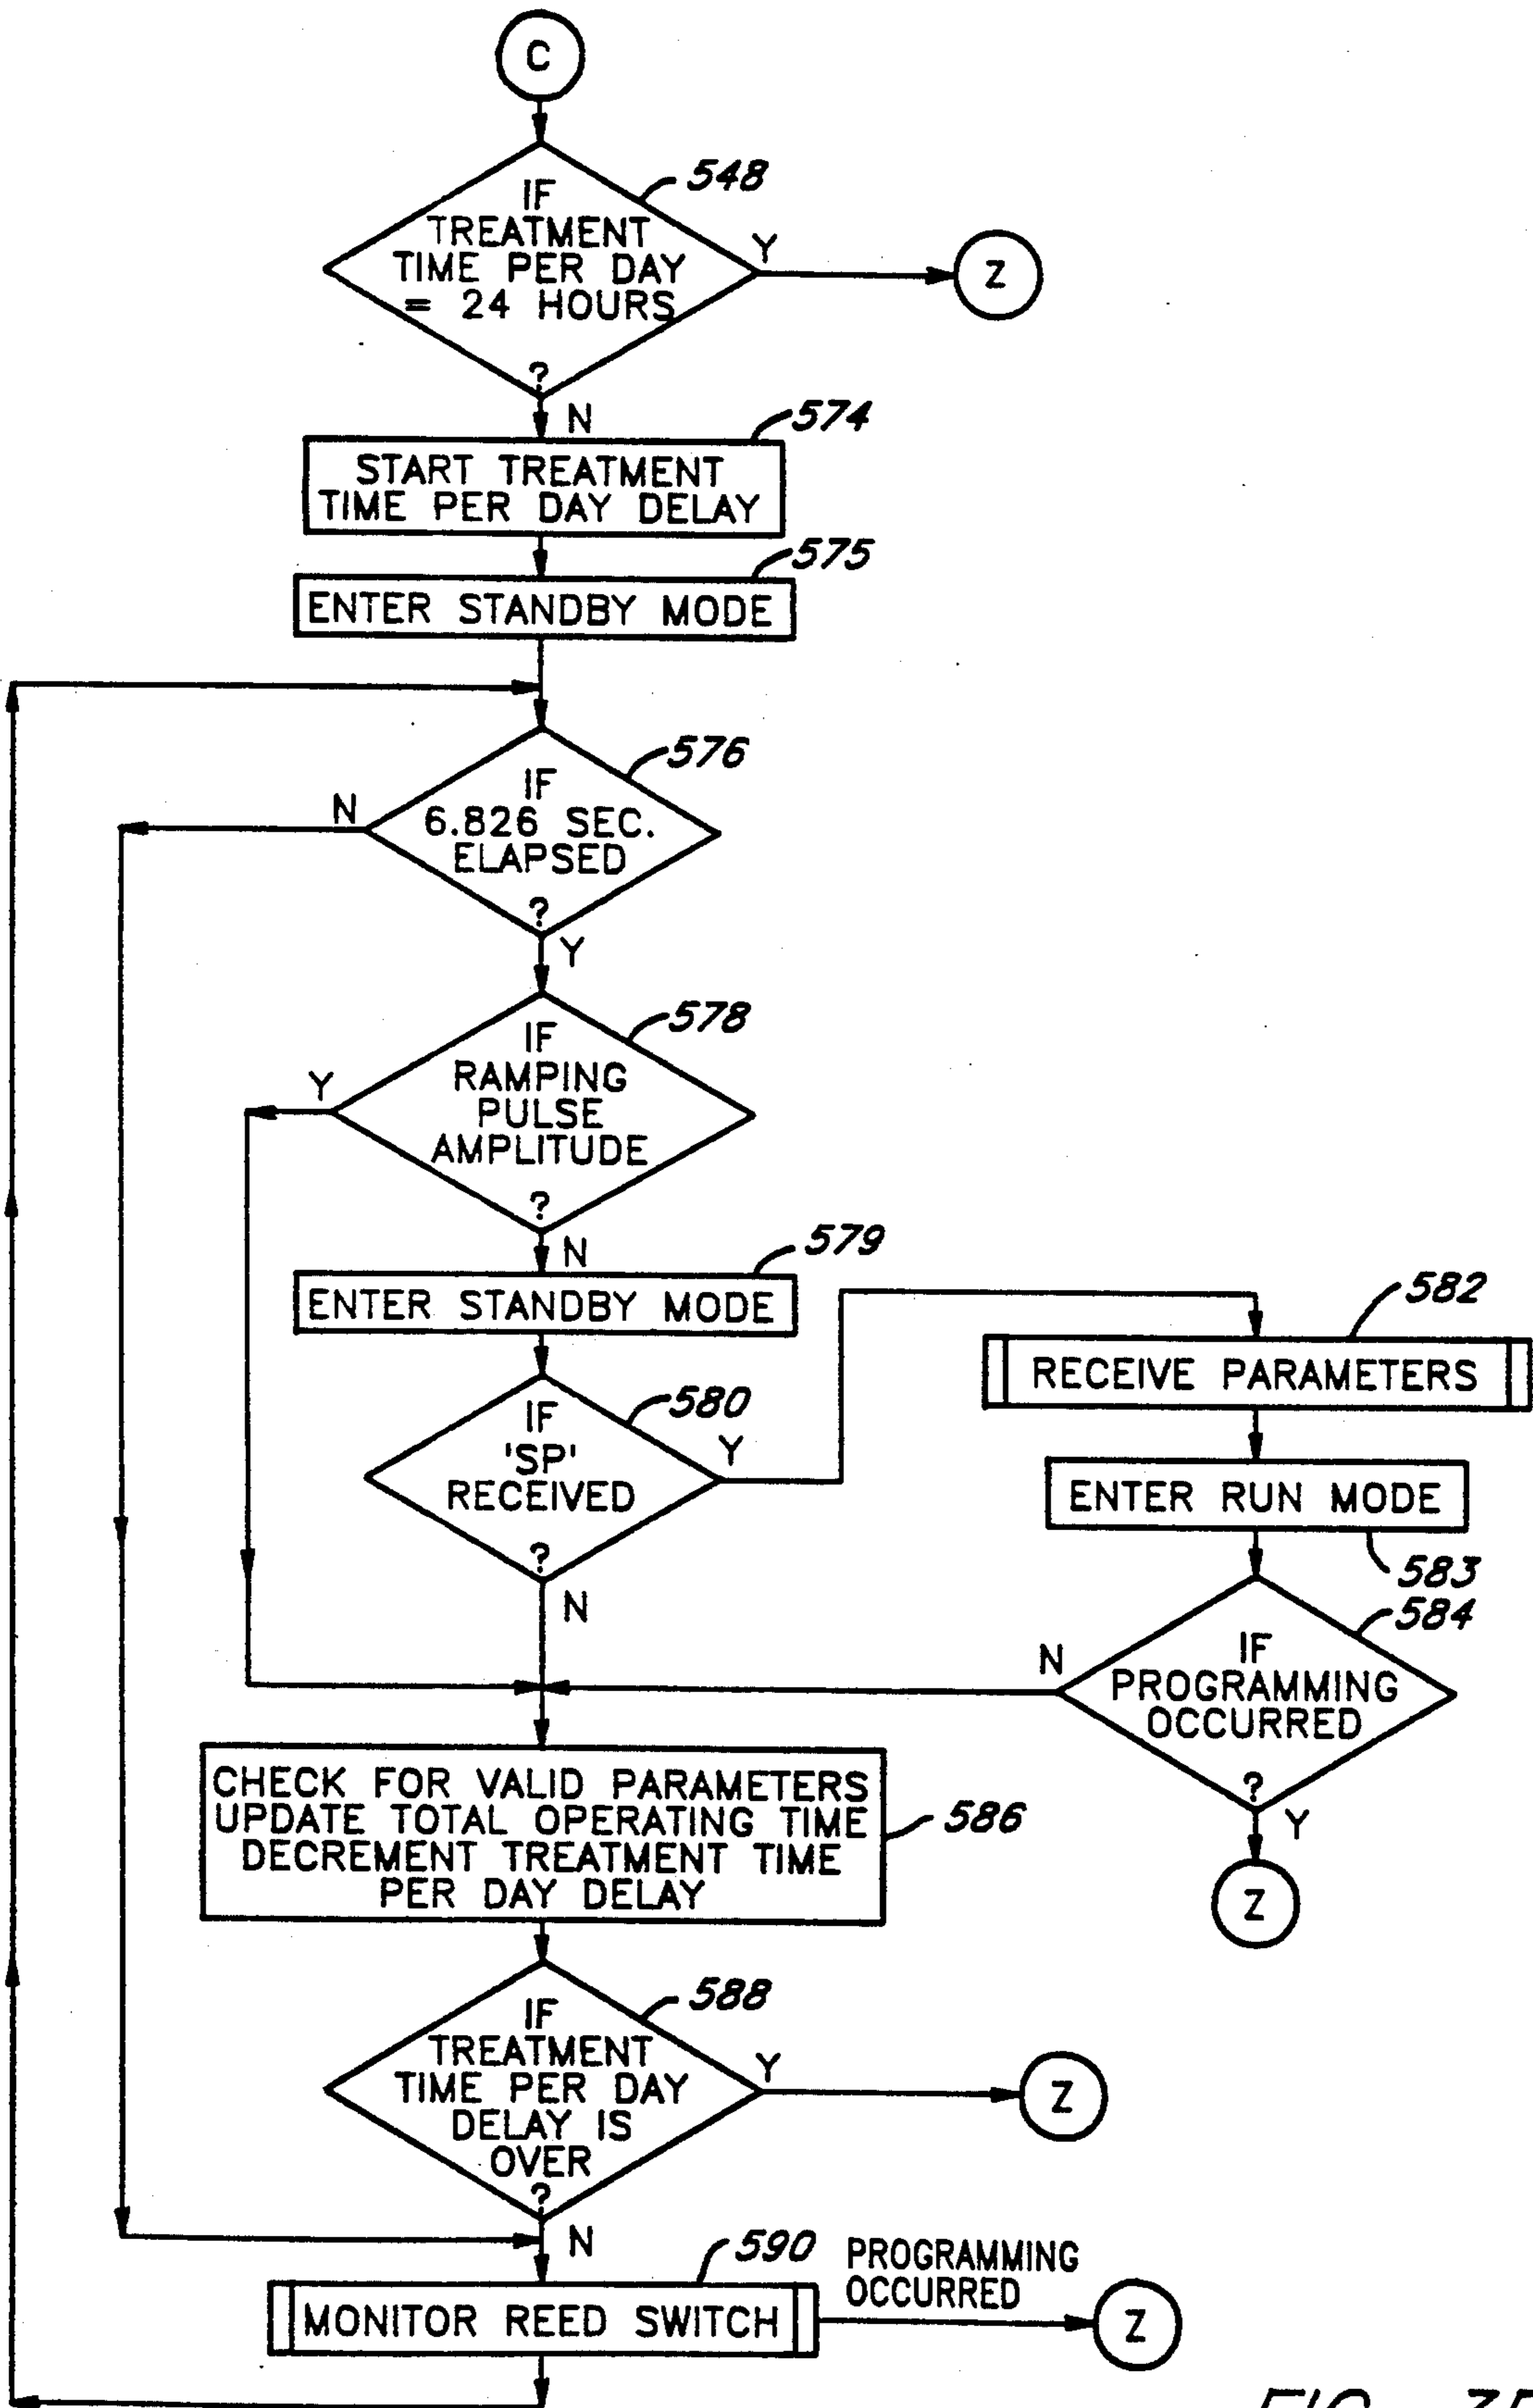 C
548
IF
TREATMENT
TIME PER DAY
= 24 HOURS
?
Y
Z
N
574
START TREATMENT
TIME PER DAY DELAY
575
ENTER STANDBY MODE
576
IF
6.826 SEC.
ELAPSED
?
N
Y
578
IF
RAMPING
PULSE
AMPLITUDE
?
Y
N
579
ENTER STANDBY MODE
580
IF
'SP'
RECEIVED
?
Y
N
582
RECEIVE PARAMETERS
ENTER RUN MODE
583
584
IF
PROGRAMMING
OCCURRED
?
N
Y
Z
CHECK FOR VALID PARAMETERS
UPDATE TOTAL OPERATING TIME
DECREMENT TREATMENT TIME
PER DAY DELAY
586
588
IF
TREATMENT
TIME PER DAY
DELAY IS
OVER
?
Y
Z
N
590
MONITOR REED SWITCH
PROGRAMMING
OCCURRED
Z